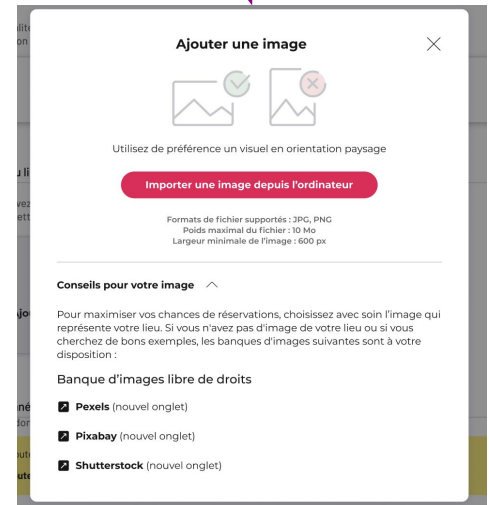 Ajouter une image
Utilisez de préférence un visuel en orientation paysage
Importer une image depuis l’ordinateur
Formats de fichier supportés : JPG, PNG
Poids maximal du fichier : 10 Mo
Largeur minimale de l’image : 600 px
Conseils pour votre image
Pour maximiser vos chances de réservations, choisissez avec soin l’image qui
représente votre lieu. Si vous n’avez pas d’image de votre lieu ou si vous
cherchez de bons exemples, les banques d’images suivantes sont à votre
disposition :
Banque d’images libre de droits
Pexels (nouvel onglet)
Pixabay (nouvel onglet)
Shutterstock (nouvel onglet)